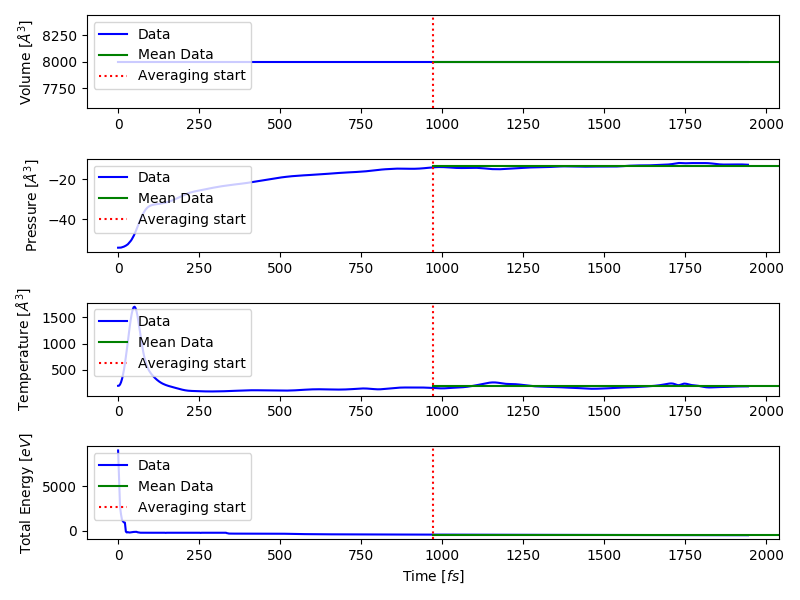 Volume [Å^3]
8250
8000
7750
Data
Mean Data
Averaging start
0 250 500 750 1000 1250 1500 1750 2000
Pressure [Å^3]
−20
−40
Data
Mean Data
Averaging start
0 250 500 750 1000 1250 1500 1750 2000
Temperature [Å^3]
1500
1000
500
Data
Mean Data
Averaging start
0 250 500 750 1000 1250 1500 1750 2000
Total Energy [eV]
5000
0
Data
Mean Data
Averaging start
0 250 500 750 1000 1250 1500 1750 2000
Time [fs]